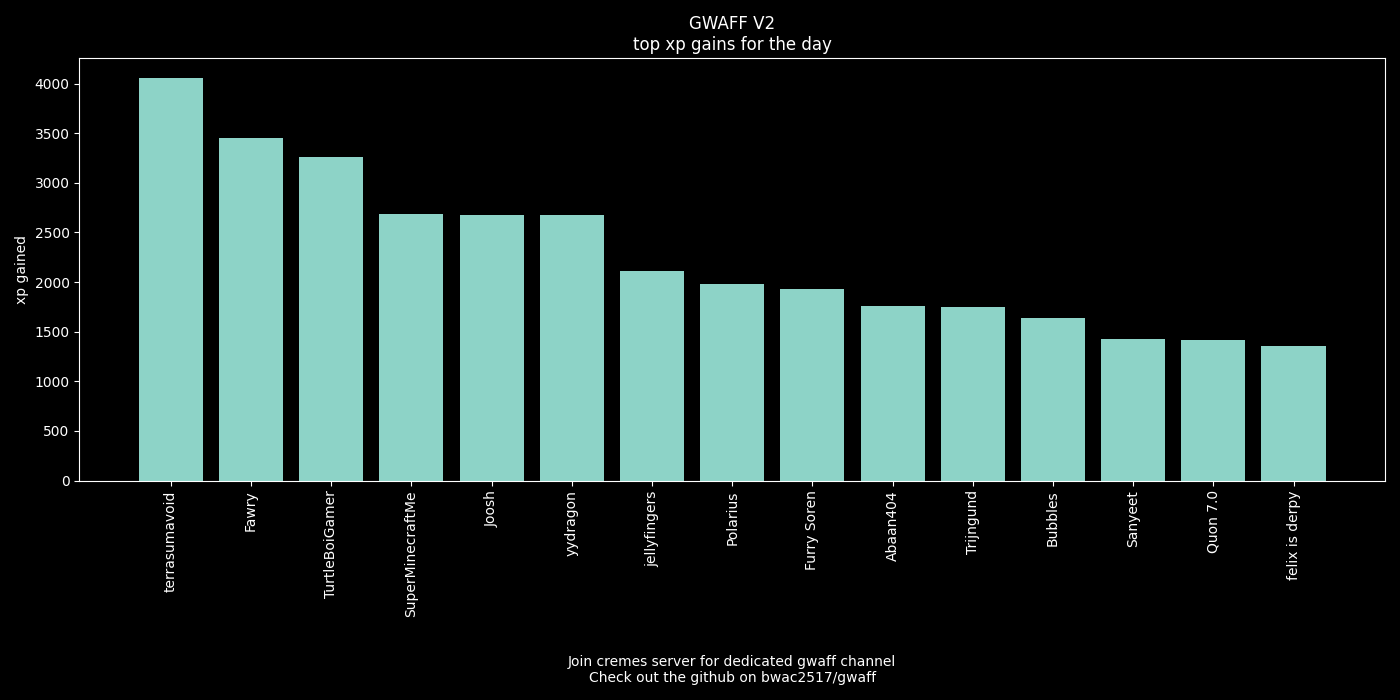 GWAFF V2
top xp gains for the day
xp gained
4000
3500
3000
2500
2000
1500
1000
500
0
terrasumavoid
Fawry
TurtleBoiGamer
SuperMinecraftMe
Joosh
yydragon
jellyfingers
Polarius
Furry Soren
Abaan404
Trijngund
Bubbles
Sanyeet
Quon 7.0
felix is derpy
Join cremes server for dedicated gwaff channel
Check out the github on bwac2517/gwaff